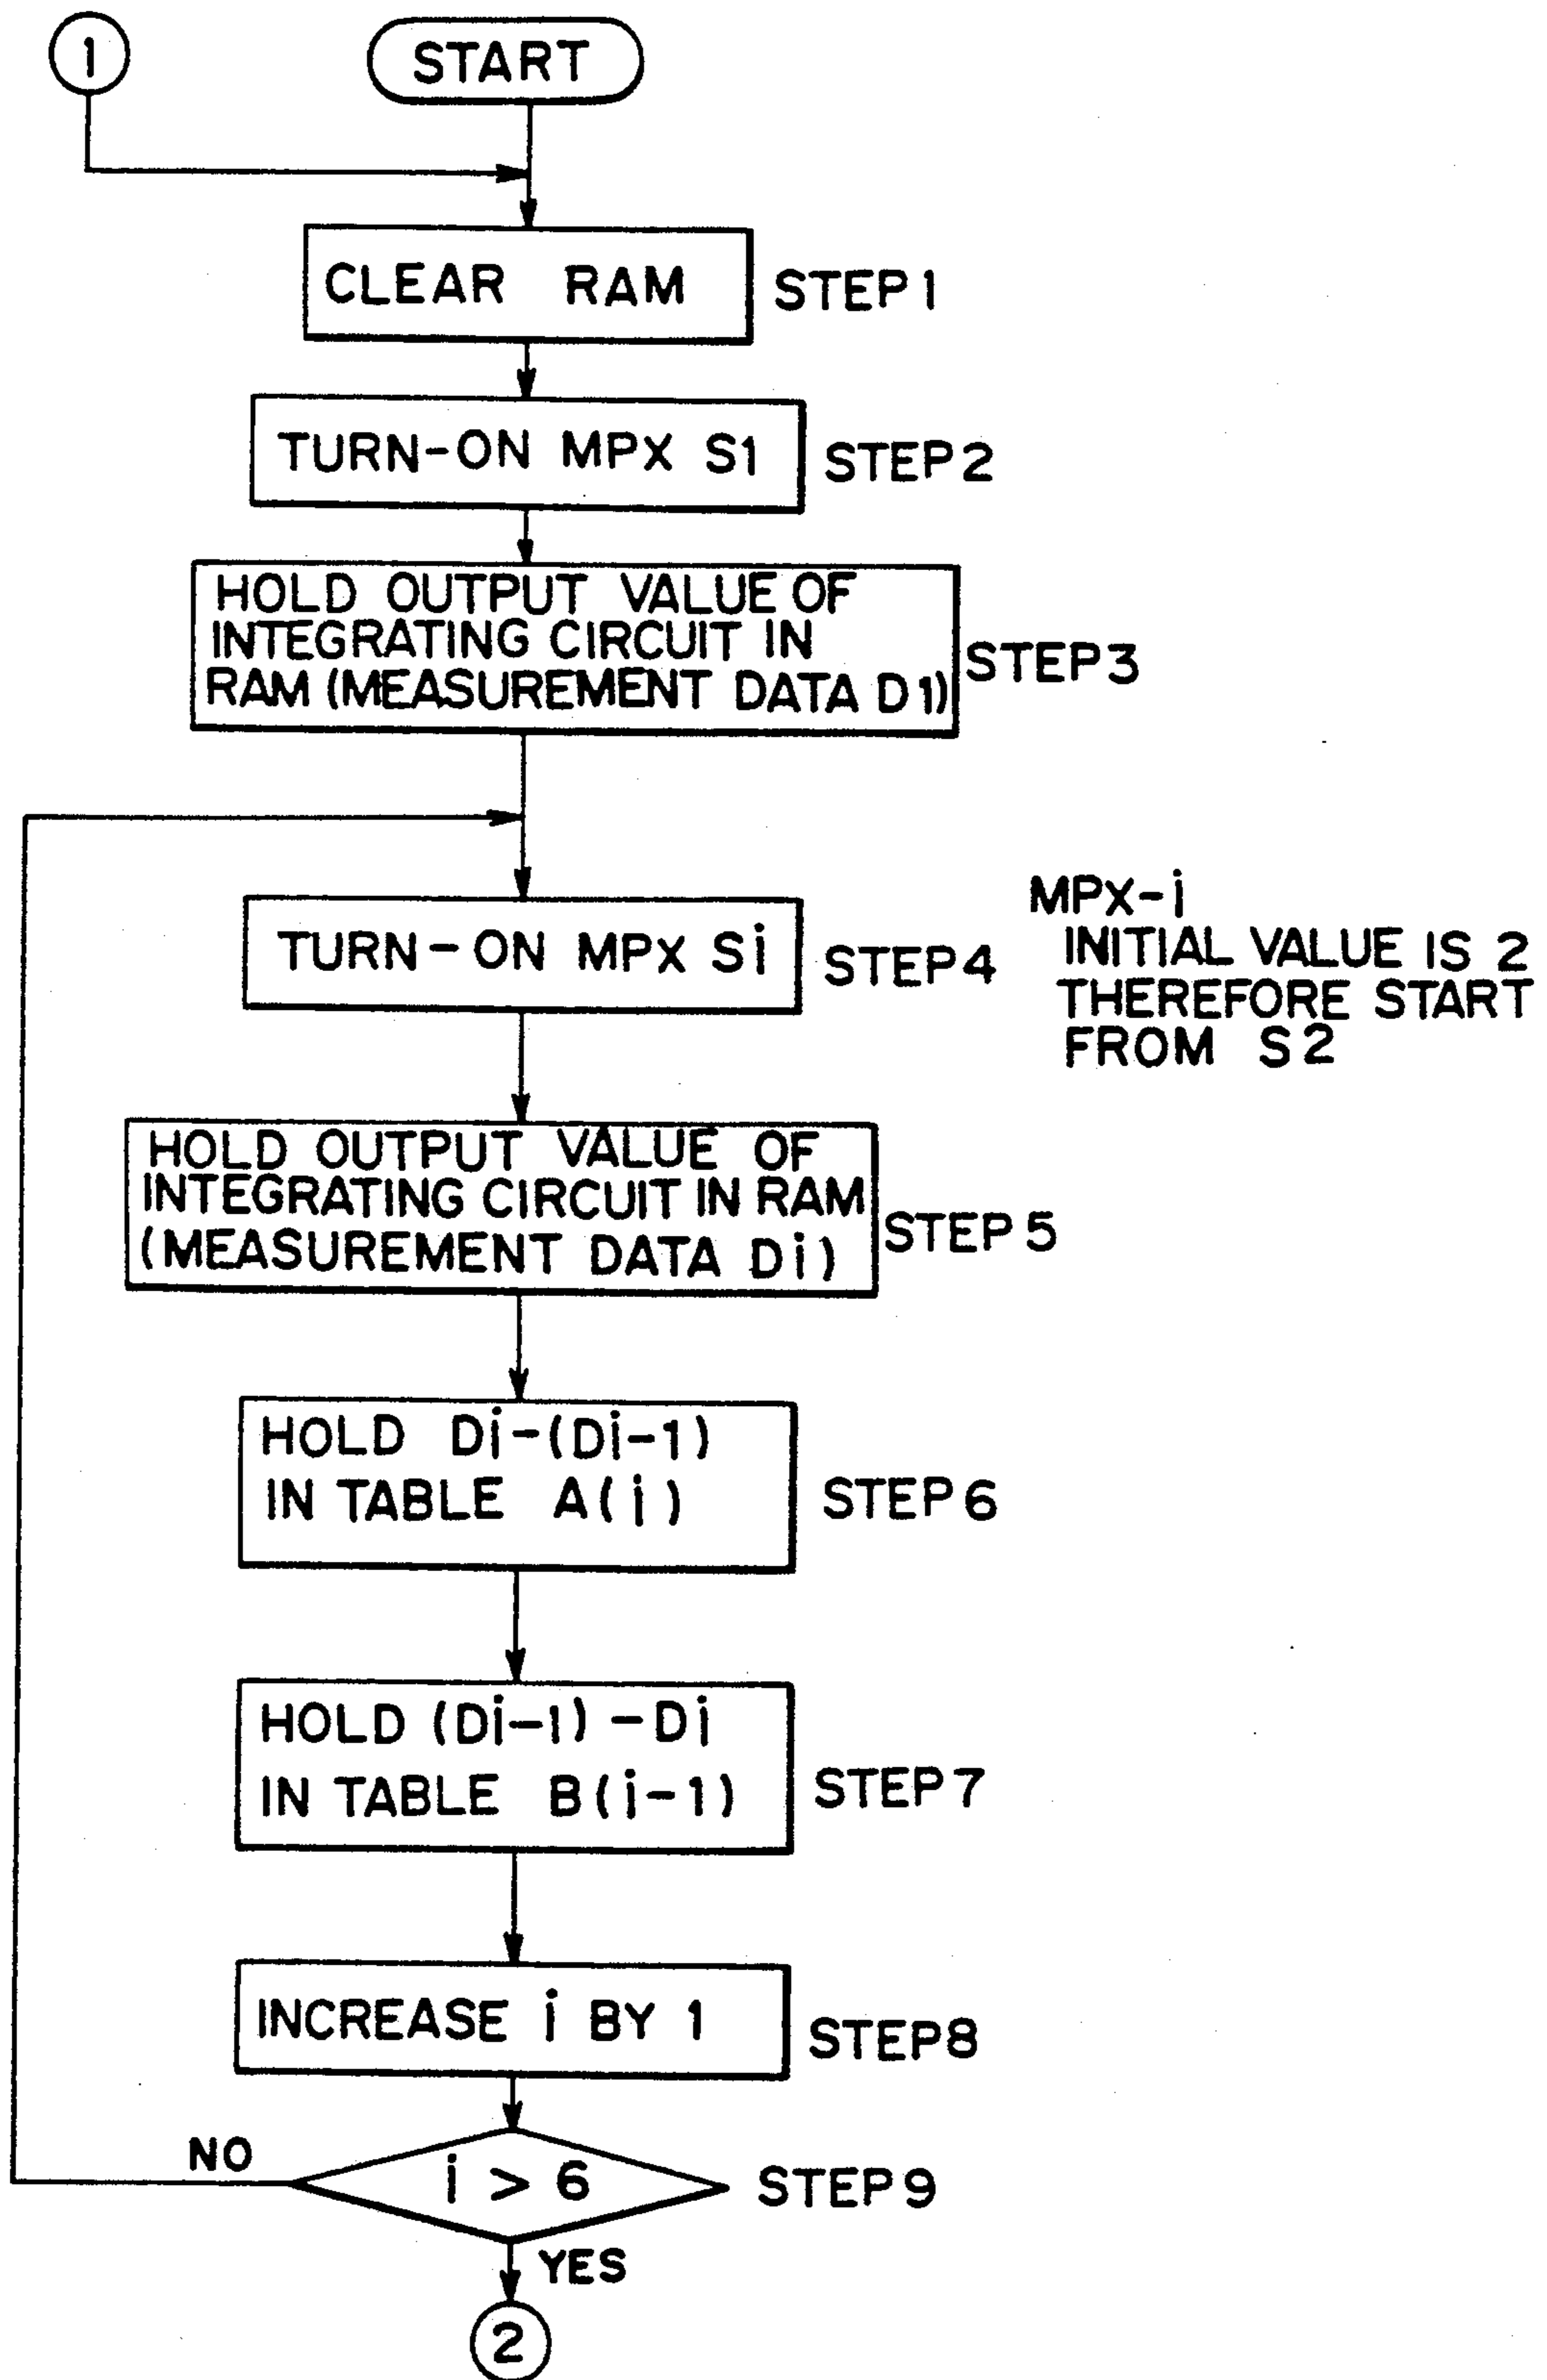 1
START
CLEAR RAM
STEP 1
TURN-ON MPX S1
STEP 2
HOLD OUTPUT VALUE OF
INTEGRATING CIRCUIT IN
RAM (MEASUREMENT DATA D1)
STEP 3
TURN-ON MPX Si
STEP 4
MPX-i
INITIAL VALUE IS 2
THEREFORE START
FROM S2
HOLD OUTPUT VALUE OF
INTEGRATING CIRCUIT IN RAM
(MEASUREMENT DATA Di)
STEP 5
HOLD Di-(Di-1)
IN TABLE A(i)
STEP 6
HOLD (Di-1)-Di
IN TABLE B(i-1)
STEP 7
INCREASE i BY 1
STEP 8
i > 6
STEP 9
NO
YES
2